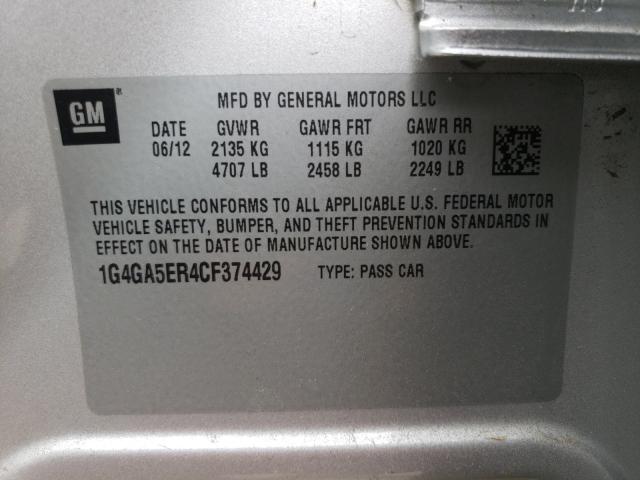 GM
MFD BY GENERAL MOTORS LLC
DATE GVWR GAWR FRT GAWR RR
06/12 2135 KG 1115 KG 1020 KG
4707 LB 2458 LB 2249 LB
THIS VEHICLE CONFORMS TO ALL APPLICABLE U.S. FEDERAL MOTOR
VEHICLE SAFETY, BUMPER, AND THEFT PREVENTION STANDARDS IN
EFFECT ON THE DATE OF MANUFACTURE SHOWN ABOVE.
1G4GA5ER4CF374429 TYPE: PASS CAR